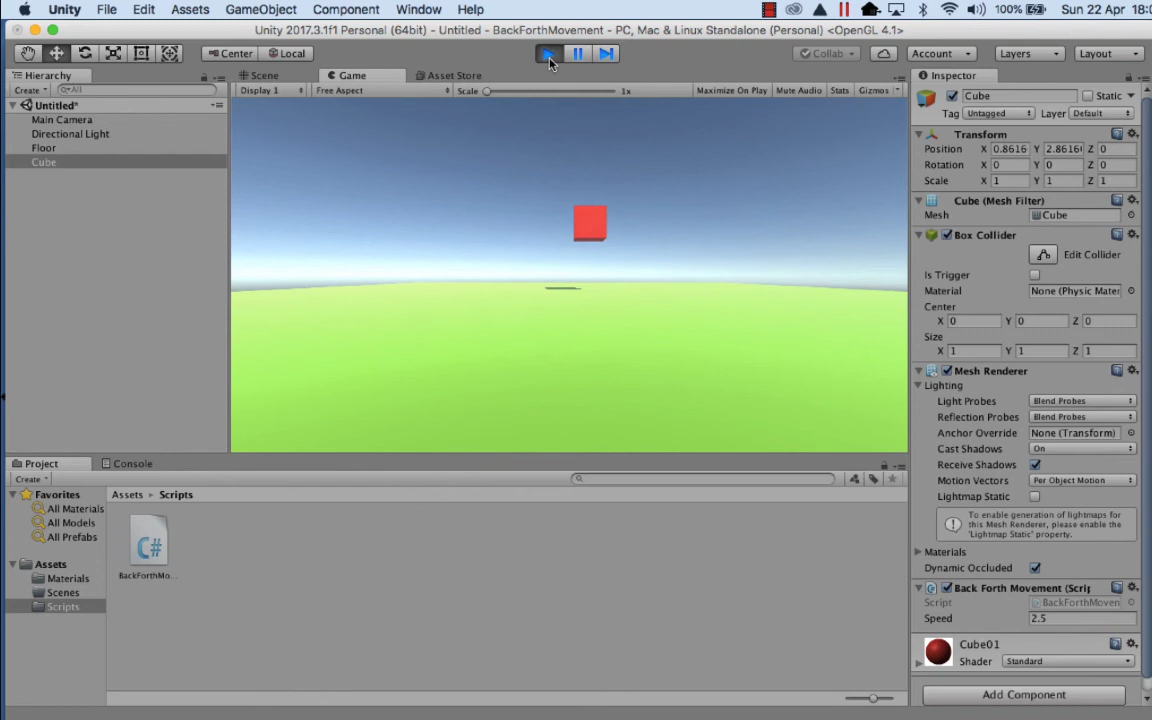 Unity File Edit Assets GameObject Component Window Help 100% Sun 22 Apr 18:0
Unity 2017.3.1f1 Personal (64bit) - Untitled - BackForthMovement - PC, Mac & Linux Standalone (Personal) <OpenGL 4.1>
Center Local Collab Account Layers Layout
Hierarchy
Create All
Untitled*
Main Camera
Directional Light
Floor
Cube
Scene Game Asset Store
Display 1 Free Aspect Scale 1x Maximize On Play Mute Audio Stats Gizmos
Inspector
Cube Static
Tag Untagged Layer Default
Transform
Position X 0.8616 Y 2.8616 Z 0
Rotation X 0 Y 0 Z 0
Scale X 1 Y 1 Z 1
Cube (Mesh Filter)
Mesh Cube
Box Collider
Edit Collider
Is Trigger
Material None (Physic Mater
Center
X 0 Y 0 Z 0
Size
X 1 Y 1 Z 1
Mesh Renderer
Lighting
Light Probes Blend Probes
Reflection Probes Blend Probes
Anchor Override None (Transform)
Cast Shadows On
Receive Shadows
Motion Vectors Per Object Motion
Lightmap Static
To enable generation of lightmaps for
this Mesh Renderer, please enable the
'Lightmap Static' property.
Materials
Dynamic Occluded
Back Forth Movement (Scrip
Script BackForthMoven
Speed 2.5
Cube01
Shader Standard
Add Component
Project Console
Create
Favorites
All Materials
All Models
All Prefabs
Assets
Materials
Scenes
Scripts
Assets Scripts
C#
BackForthMo...